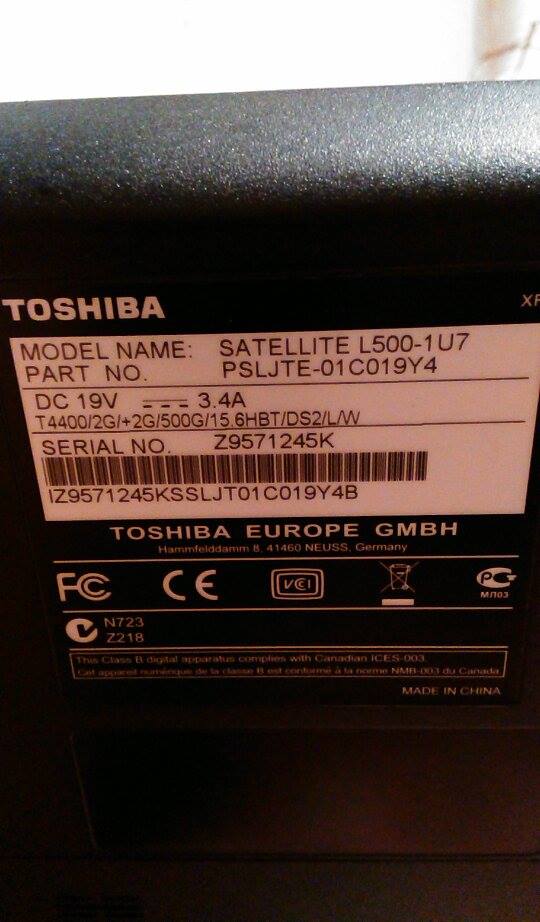 TOSHIBA
MODEL NAME: SATELLITE L500-1U7
PART NO. PSLJTE-01C019Y4
DC 19V 3.4A
T4400/2G/+2G/500G/15.6HBT/DS2/L/W
SERIAL NO. Z9571245K
IZ9571245KSSLJT01C019Y4B
TOSHIBA EUROPE GMBH
Hammfelddamm 8, 41460 NEUSS, Germany
FC CE VCI PG
МЛ03
N723
Z218
This Class B digital apparatus complies with Canadian ICES-003.
Cet appareil numérique de la classe B est conforme à la norme NMB-003 du Canada
MADE IN CHINA